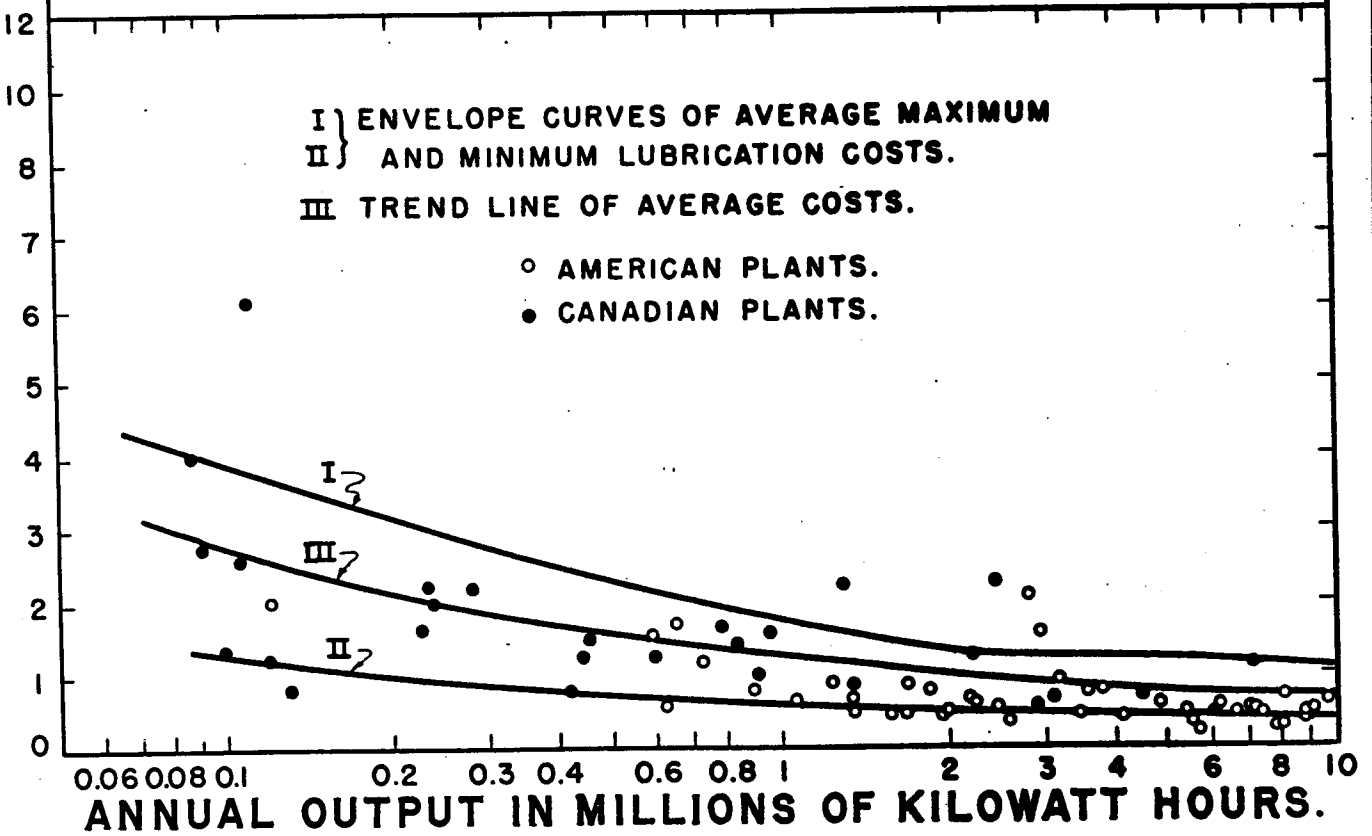 12
10
I } ENVELOPE CURVES OF AVERAGE MAXIMUM
II AND MINIMUM LUBRICATION COSTS.
8
III TREND LINE OF AVERAGE COSTS.
7
○ AMERICAN PLANTS.
● CANADIAN PLANTS.
6
5
4
I
3
III
2
II
1
0
0.06 0.08 0.1 0.2 0.3 0.4 0.6 0.8 1 2 3 4 6 8 10
ANNUAL OUTPUT IN MILLIONS OF KILOWATT HOURS.